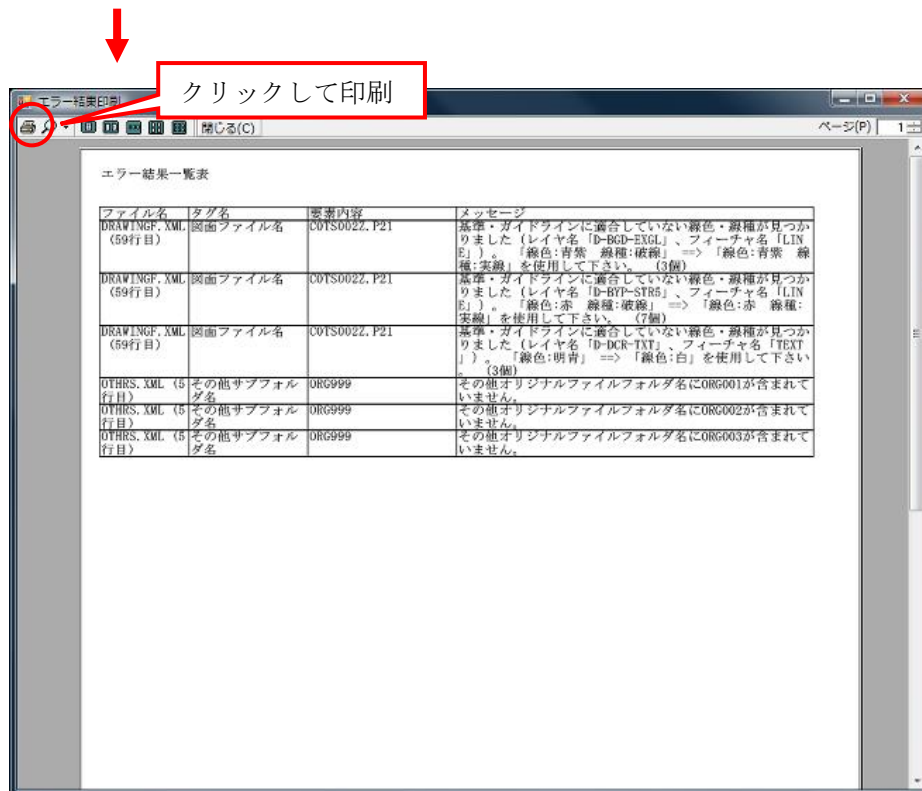 クリックして印刷
エラー結果印刷
閉じる(C)
ページ(P)
1
エラー結果一覧表
ファイル名 タグ名 要素内容 メッセージ
DRAWINGF.XML 図面ファイル名 C0TS002Z.P21 基準・ガイドラインに適合していない線色・線種が見つか
(59行目) りました(レイヤ名「D-BGD-EXGL」、フィーチャ名「LIN
E」)。 「線色:青紫 線種:破線」 ==> 「線色:青紫 線
種:実線」を使用して下さい。 (3個)
DRAWINGF.XML 図面ファイル名 C0TS002Z.P21 基準・ガイドラインに適合していない線色・線種が見つか
(59行目) りました(レイヤ名「D-BYP-STR5」、フィーチャ名「LIN
E」)。 「線色:赤 線種:破線」 ==> 「線色:赤 線種:
実線」を使用して下さい。 (7個)
DRAWINGF.XML 図面ファイル名 C0TS002Z.P21 基準・ガイドラインに適合していない線色・線種が見つか
(59行目) りました(レイヤ名「D-DCR-TXT」、フィーチャ名「TEXT
」)。 「線色:明青」 ==> 「線色:白」を使用して下さい
。 (3個)
OTHRS.XML (5 その他サブフォル ORG999 その他オリジナルファイルフォルダ名にORG001が含まれて
行目) ダ名 いません。
OTHRS.XML (5 その他サブフォル ORG999 その他オリジナルファイルフォルダ名にORG002が含まれて
行目) ダ名 いません。
OTHRS.XML (5 その他サブフォル ORG999 その他オリジナルファイルフォルダ名にORG003が含まれて
行目) ダ名 いません。